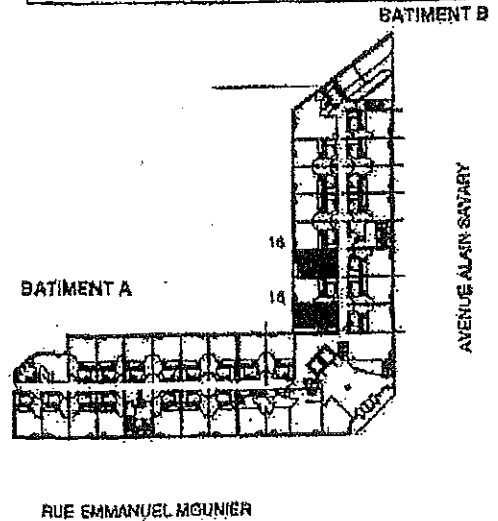 BATIMENT B
AVENUE ALAIN SAVARY
16
BATIMENT A
16
RUE EMMANUEL MOUNIER